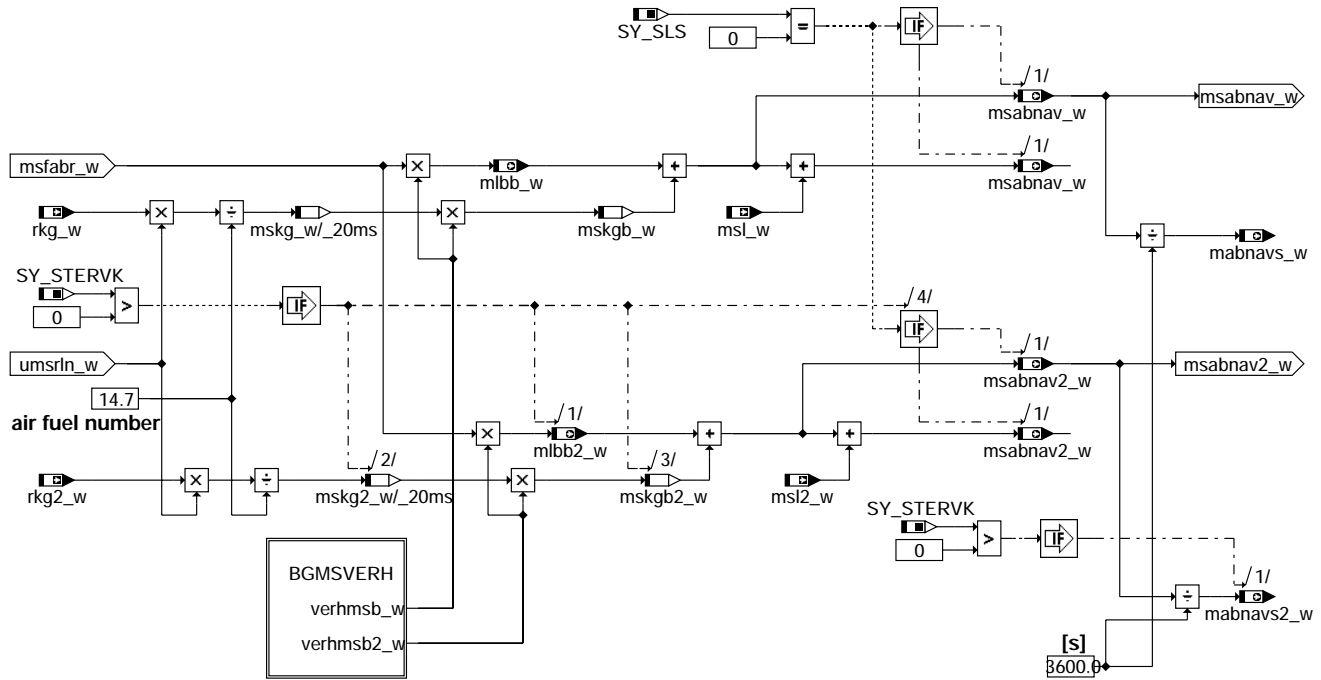 SY_SLS
0
=
IF
/1/
msabnav_w
msabnav_w
msfabr_w
mlbb_w
/1/
msabnav_w
rkg_w
mskg_w/_20ms
mskgb_w
msl_w
mabnavs_w
SY_STERVK
0
>
IF
/4/
IF
/1/
umsrln_w
msabnav2_w
msabnav2_w
14.7
air fuel number
/1/
mlbb2_w
/1/
msabnav2_w
rkg2_w
/2/
mskg2_w/_20ms
/3/
mskgb2_w
msl2_w
SY_STERVK
0
>
IF
BGMSVERH
verhmsb_w
verhmsb2_w
/1/
mabnavs2_w
[s]
3600.0